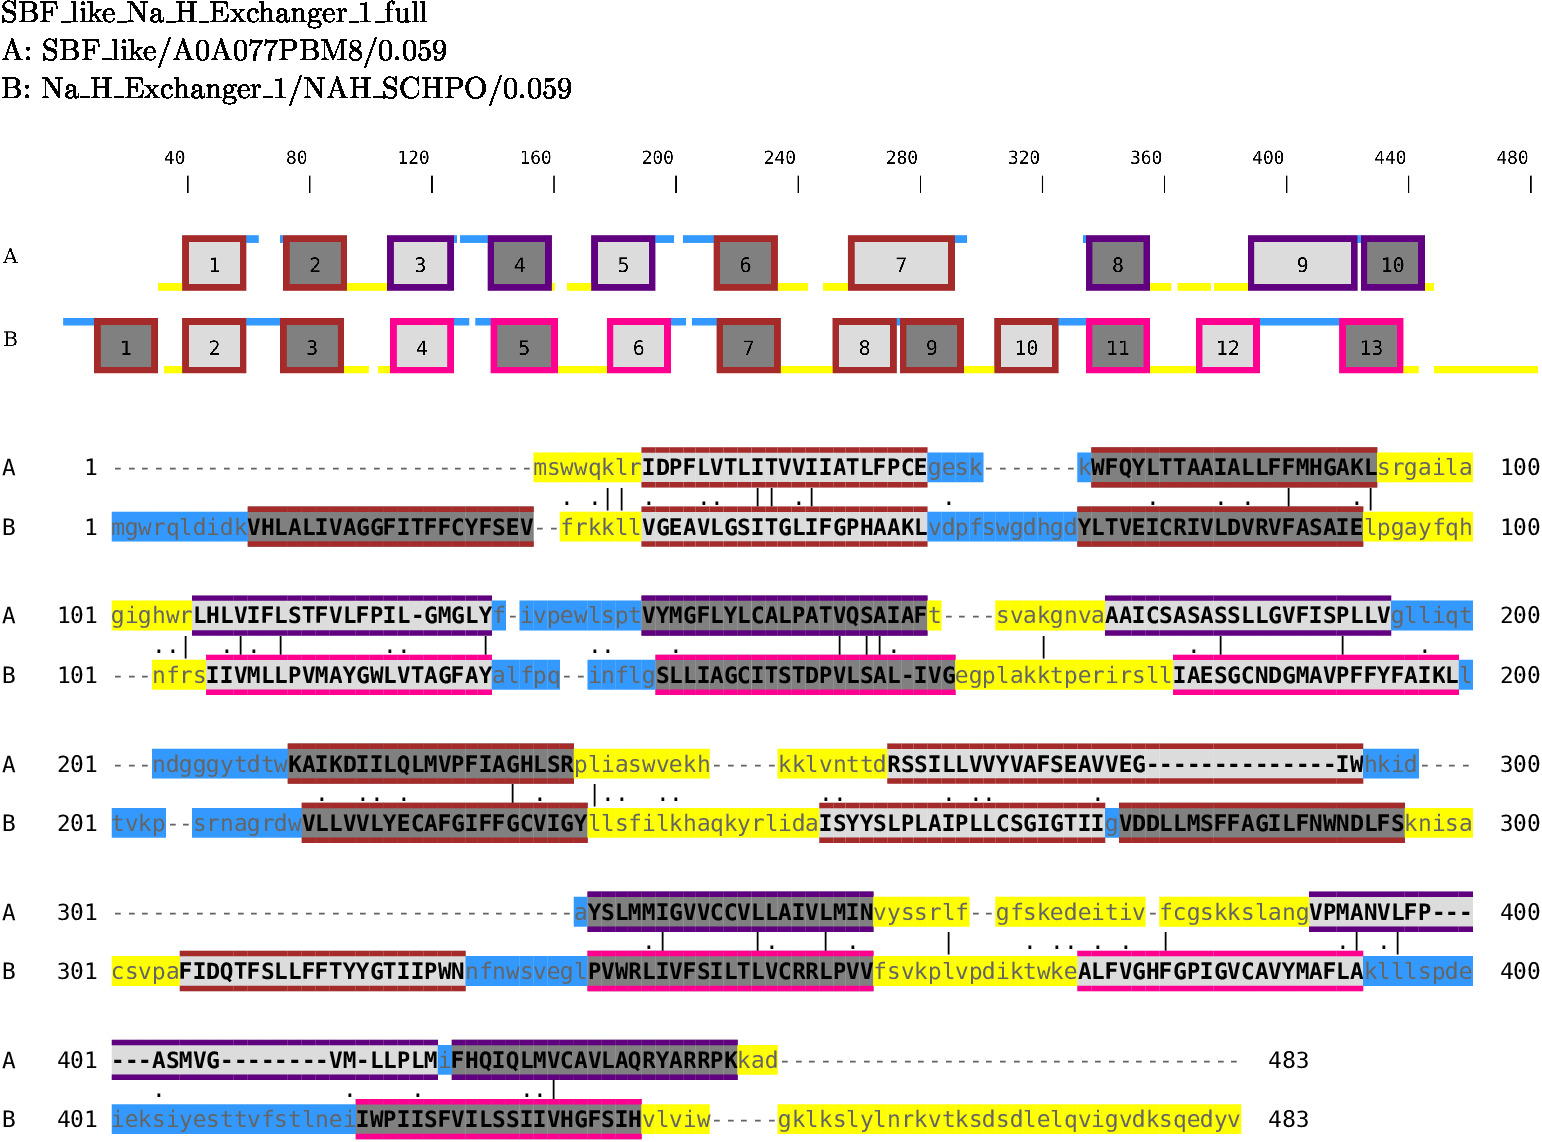 SBF_like_Na_H_Exchanger_1_full
A: SBF_like/A0A077PBM8/0.059
B: Na_H_Exchanger_1/NAH_SCHPO/0.059
40 80 120 160 200 240 280 320 360 400 440 480
A 1 2 3 4 5 6 7 8 9 10
B 1 2 3 4 5 6 7 8 9 10 11 12 13
A 1 -------------------------------mswwqklrIDPFLVTLITVVIIATLFPCEgesk-------kWFQYLTTAAIALLFFMHGAKLsrgaila 100
B 1 mgwrqldidkVHLALIVAGGFITFFCYFSEV--frkkllVGEAVLGSITGLIFGPHAAKLvdpfswgdhgdYLTVEICRIVLDVRVFASAIElpgayfqh 100
A 101 gighwrLHLVIFLSTFVLFPIL-GMGLYf-ivpewlsptVYMGFLYLCALPATVQSAIAFt----svakgnvaAAICSASASSLLGVFISPLLVglliqt 200
B 101 ---nfrsIIVMLLPVMAYGWLVTAGFAYalfpq--inflgSLLIAGCITSTDPVLSAL-IVGegplakktperirsllIAESGCNDGMAVPFFYFAIKLl 200
A 201 ---ndgggytdtwKAIKDIILQLMVPFIAGHLSRpliaswvekh-----kklvnttdRSSILLVVYVAFSEAVVEG--------------IWhkid---- 300
B 201 tvkp--srnagrdwVLLVVLYECAFGIFFGCVIGYllsfilkhaqkyrlidaISYYSLPLAIPLLCSGIGTIIgVDDLLMSFFAGILFNWNDLFSknisa 300
A 301 ----------------------------------aYSLMMIGVVCCVLLAIVLMINvyssrlf--gfskedeitiv-fcgskkslangVPMANVLFP--- 400
B 301 csvpaFIDQTFSLLFFTYYGTIIPWNnfnwsveglPVWRLIVFSILTLVCRRLPVVfsvkplvpdiktwkeALFVGHFGPIGVCAVYMAFLAklllspde 400
A 401 ---ASMVG--------VM-LLPLMiFHQIQLMVCAVLAQRYARRPKkad---------------------------------- 483
B 401 ieksiyesttvfstlneiIWPIISFVILSSIIVHGFSIHvlviw-----gklkslylnrkvtksdsdlelqvigvdksqedyv 483